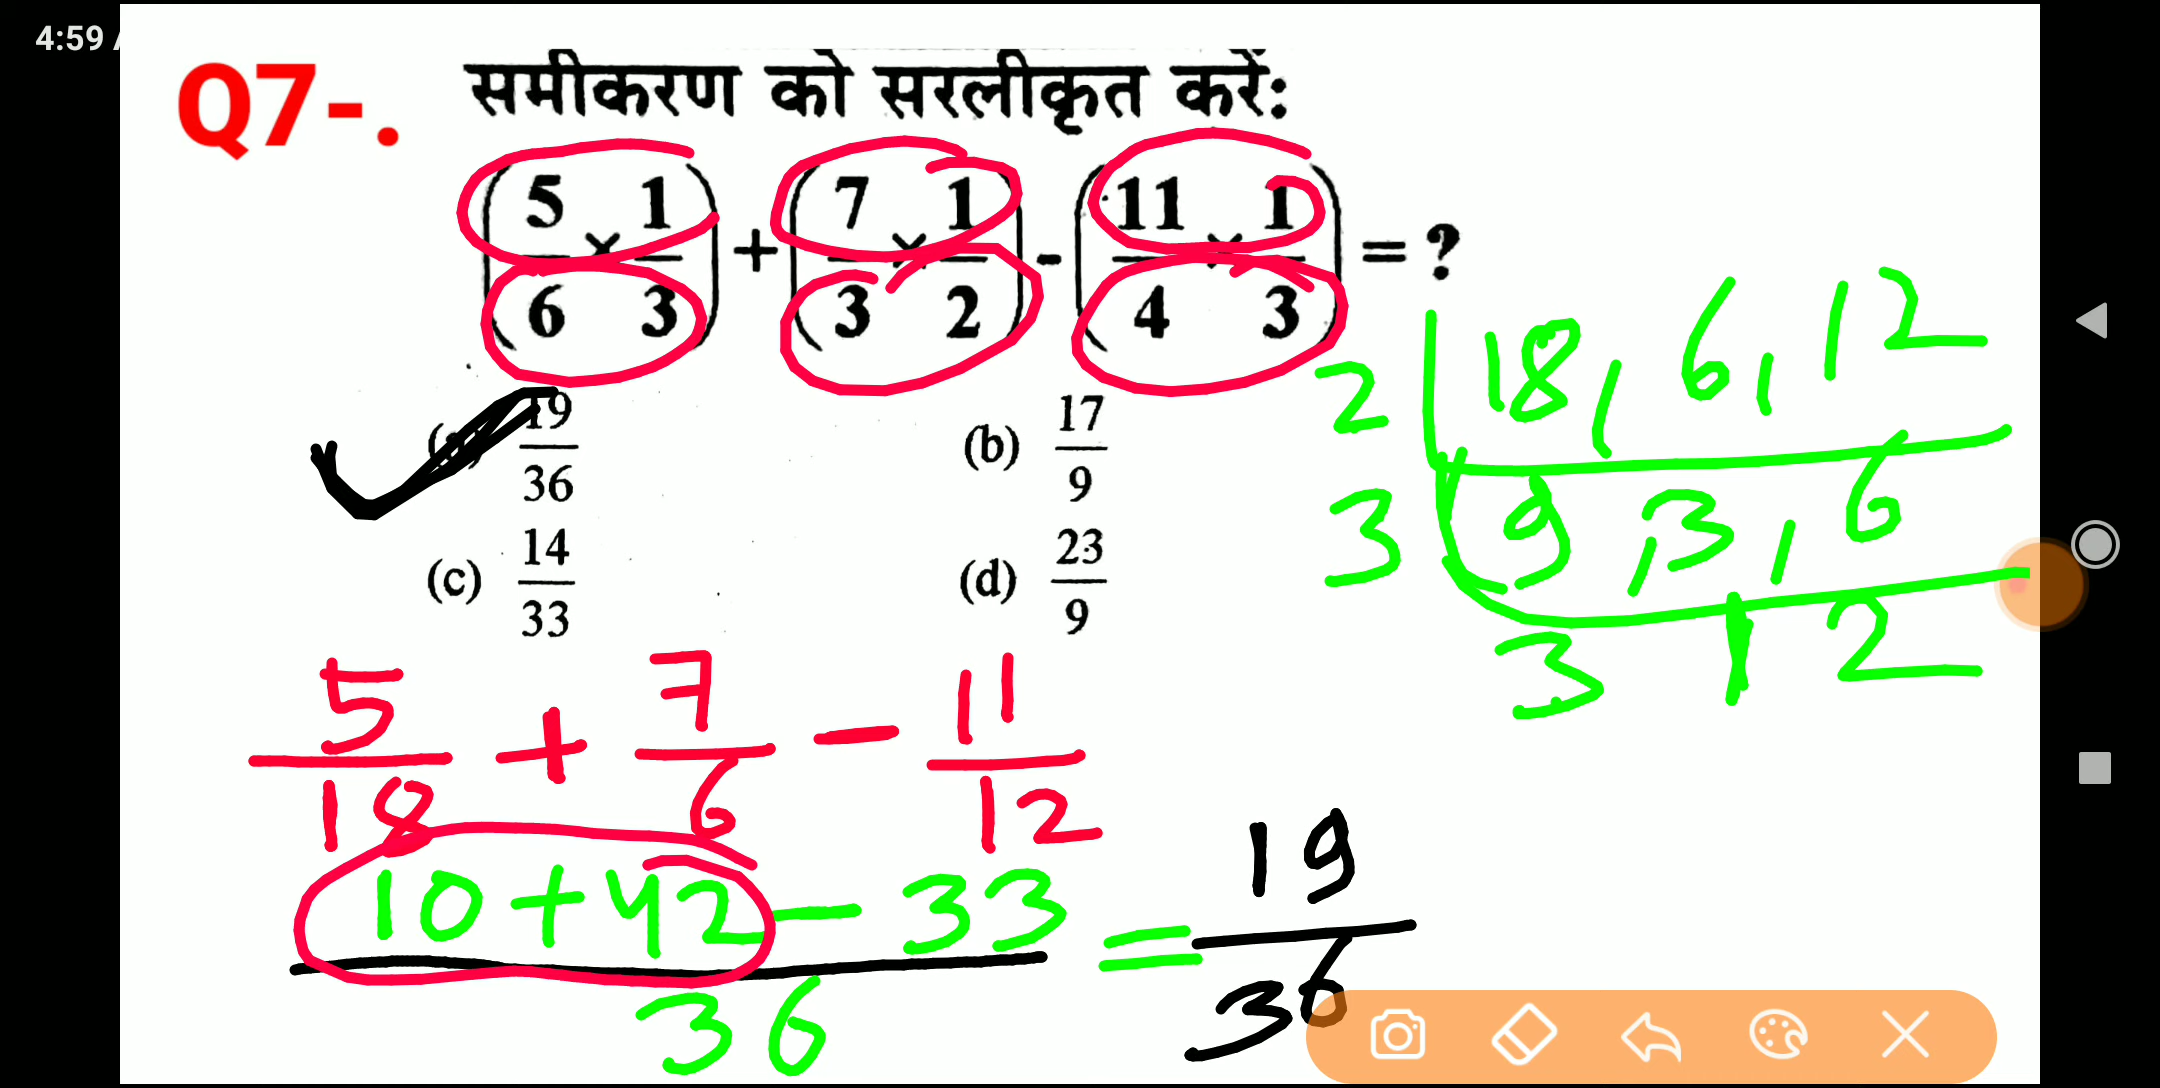 4:59
Q7-. समीकरण को सरलीकृत करें:
(5/6 × 1/3) + (7/3 × 1/2) - (11/4 × 1/3) = ?
(a) 19/36 (b) 17/9
(c) 14/33 (d) 23/9
2 | 18, 6, 12
3 | 9, 3, 6
3 1 2
5/18 + 7/6 - 11/12
10+42-33/36 = 19/36